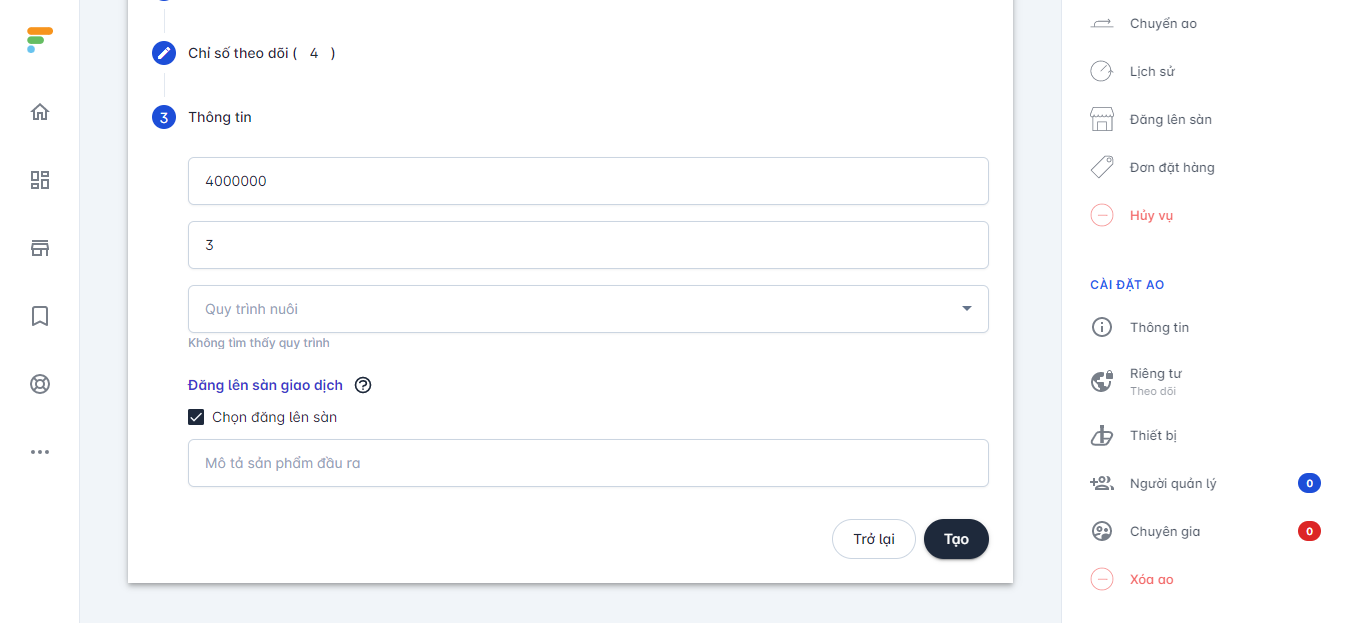 Chỉ số theo dõi ( 4 )
3 Thông tin
4000000
3
Quy trình nuôi
Không tìm thấy quy trình
Đăng lên sàn giao dịch
Chọn đăng lên sàn
Mô tả sản phẩm đầu ra
Trở lại
Tạo
Chuyển ao
Lịch sử
Đăng lên sàn
Đơn đặt hàng
Hủy vụ
CÀI ĐẶT AO
Thông tin
Riêng tư
Theo dõi
Thiết bị
Người quản lý 0
Chuyên gia 0
Xóa ao